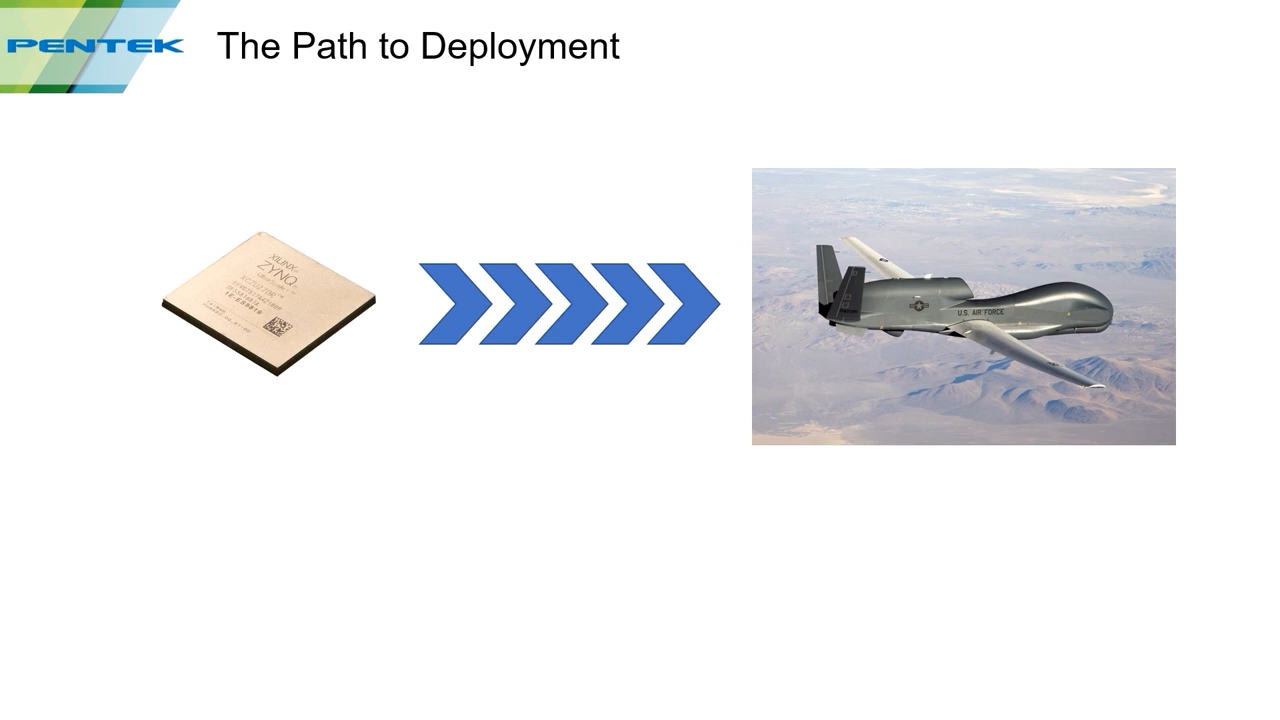 PENTEK
The Path to Deployment
XILINX
ZYNQ
U.S. AIR FORCE